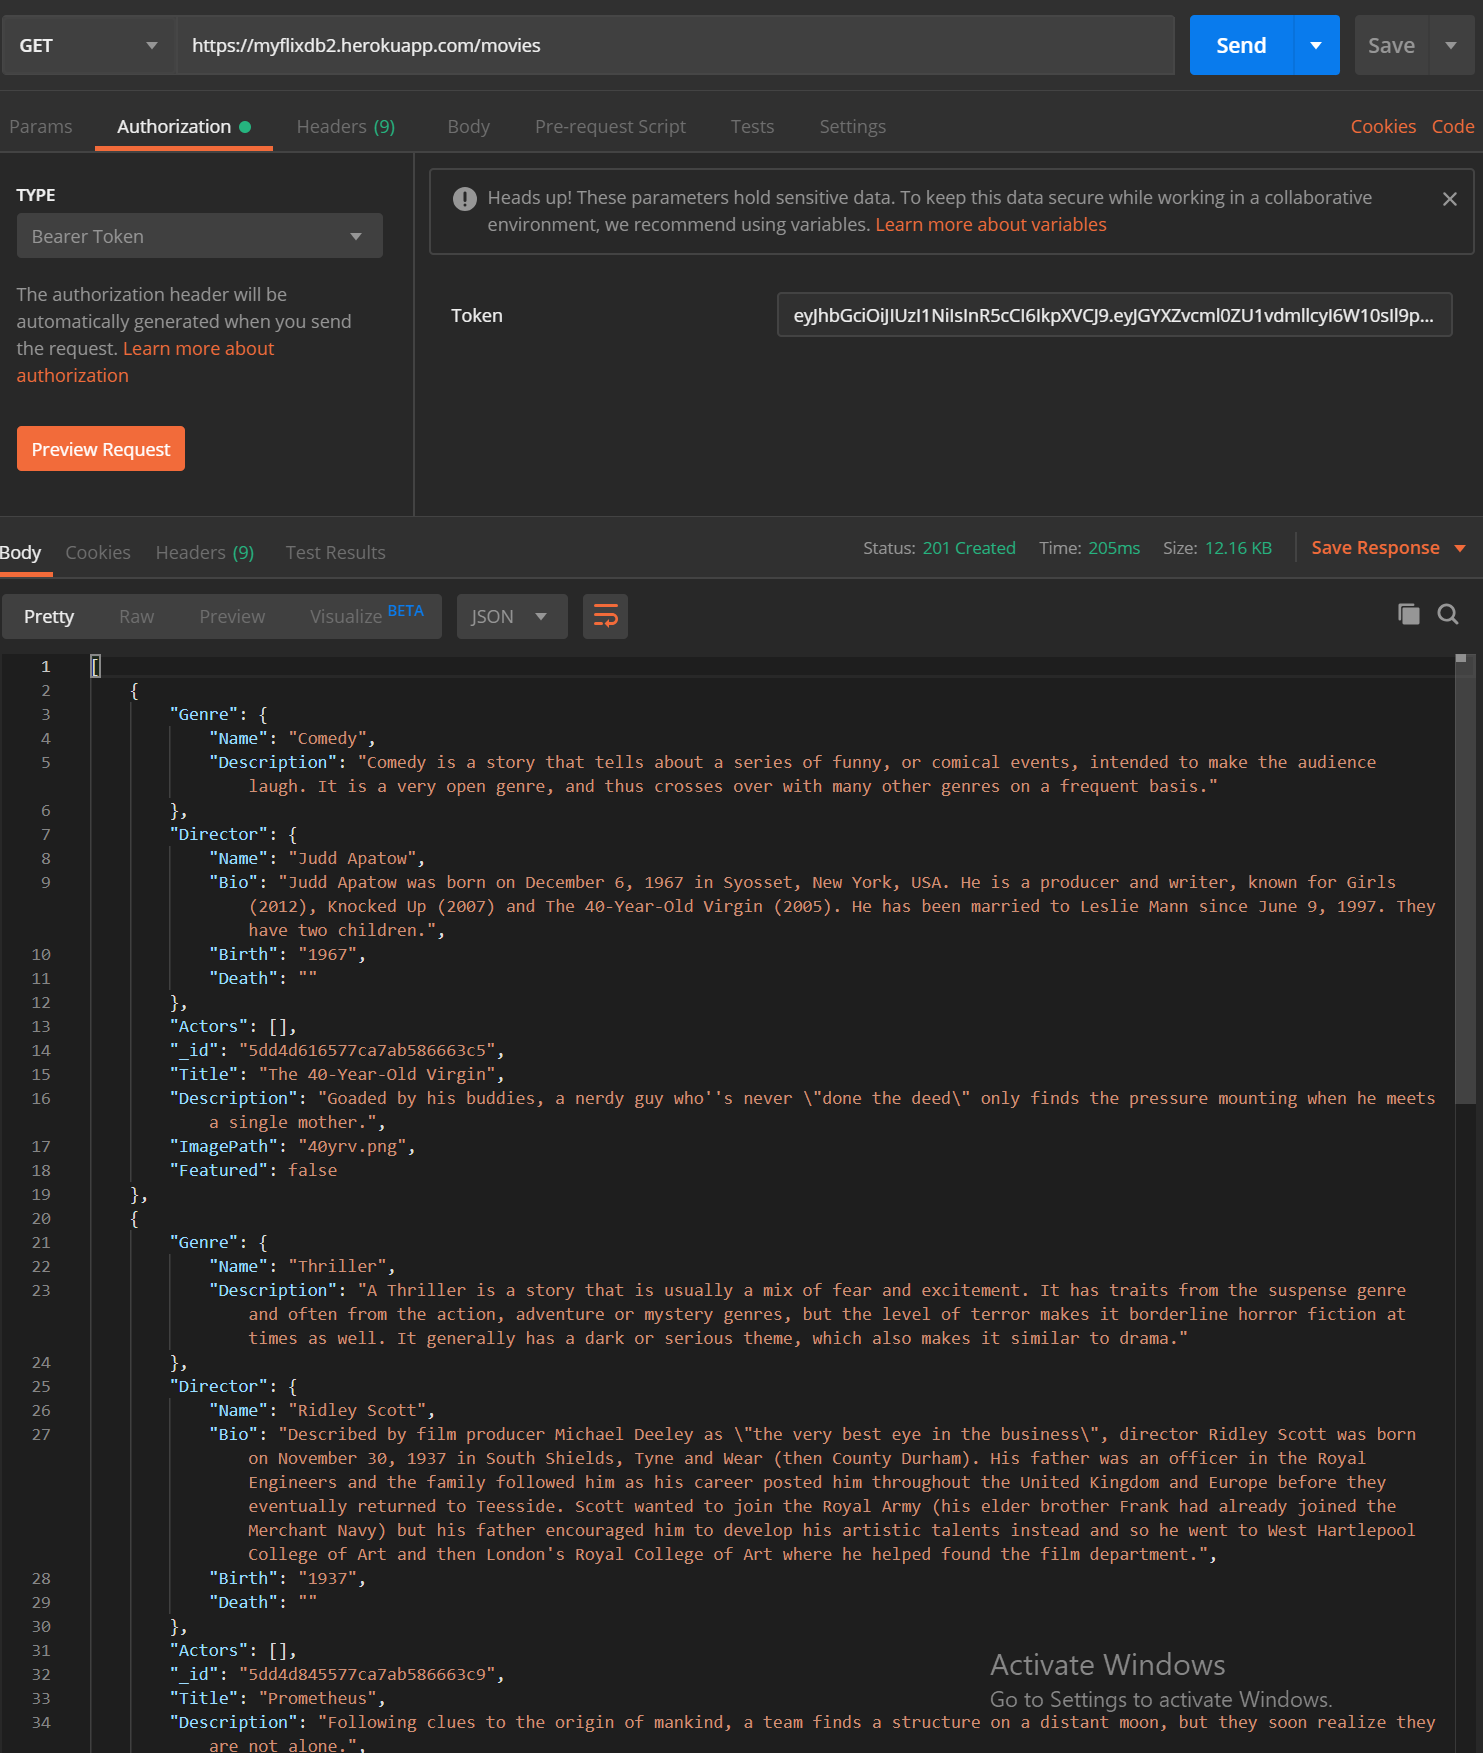 GET https://myflixdb2.herokuapp.com/movies Send Save
Params Authorization Headers (9) Body Pre-request Script Tests Settings Cookies Code
TYPE
Bearer Token
The authorization header will be
automatically generated when you send
the request. Learn more about
authorization
Preview Request
Heads up! These parameters hold sensitive data. To keep this data secure while working in a collaborative
environment, we recommend using variables. Learn more about variables
Token eyJhbGciOiJIUzI1NiIsInR5cCI6IkpXVCJ9.eyJGYXZvcml0ZU1vdmllcyI6W10sIl9p...
Body Cookies Headers (9) Test Results Status: 201 Created Time: 205ms Size: 12.16 KB Save Response
Pretty Raw Preview Visualize BETA JSON
1 [
2 {
3 "Genre": {
4 "Name": "Comedy",
5 "Description": "Comedy is a story that tells about a series of funny, or comical events, intended to make the audience
laugh. It is a very open genre, and thus crosses over with many other genres on a frequent basis."
6 },
7 "Director": {
8 "Name": "Judd Apatow",
9 "Bio": "Judd Apatow was born on December 6, 1967 in Syosset, New York, USA. He is a producer and writer, known for Girls
(2012), Knocked Up (2007) and The 40-Year-Old Virgin (2005). He has been married to Leslie Mann since June 9, 1997. They
have two children.",
10 "Birth": "1967",
11 "Death": ""
12 },
13 "Actors": [],
14 "_id": "5dd4d616577ca7ab586663c5",
15 "Title": "The 40-Year-Old Virgin",
16 "Description": "Goaded by his buddies, a nerdy guy who''s never \"done the deed\" only finds the pressure mounting when he meets
a single mother.",
17 "ImagePath": "40yrv.png",
18 "Featured": false
19 },
20 {
21 "Genre": {
22 "Name": "Thriller",
23 "Description": "A Thriller is a story that is usually a mix of fear and excitement. It has traits from the suspense genre
and often from the action, adventure or mystery genres, but the level of terror makes it borderline horror fiction at
times as well. It generally has a dark or serious theme, which also makes it similar to drama."
24 },
25 "Director": {
26 "Name": "Ridley Scott",
27 "Bio": "Described by film producer Michael Deeley as \"the very best eye in the business\", director Ridley Scott was born
on November 30, 1937 in South Shields, Tyne and Wear (then County Durham). His father was an officer in the Royal
Engineers and the family followed him as his career posted him throughout the United Kingdom and Europe before they
eventually returned to Teesside. Scott wanted to join the Royal Army (his elder brother Frank had already joined the
Merchant Navy) but his father encouraged him to develop his artistic talents instead and so he went to West Hartlepool
College of Art and then London's Royal College of Art where he helped found the film department.",
28 "Birth": "1937",
29 "Death": ""
30 },
31 "Actors": [],
32 "_id": "5dd4d845577ca7ab586663c9",
33 "Title": "Prometheus",
34 "Description": "Following clues to the origin of mankind, a team finds a structure on a distant moon, but they soon realize they
are not alone.",
Activate Windows
Go to Settings to activate Windows.